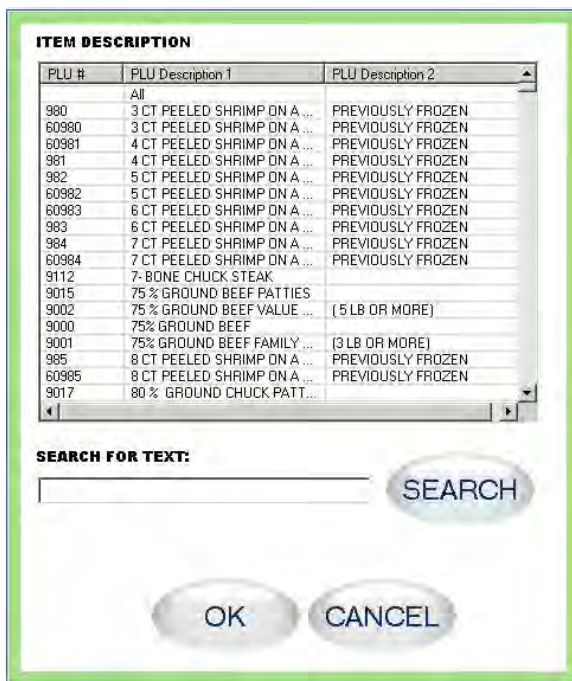 ITEM DESCRIPTION
PLU # PLU Description 1 PLU Description 2
All
980 3 CT PEELED SHRIMP ON A ... PREVIOUSLY FROZEN
60980 3 CT PEELED SHRIMP ON A ... PREVIOUSLY FROZEN
60981 4 CT PEELED SHRIMP ON A ... PREVIOUSLY FROZEN
981 4 CT PEELED SHRIMP ON A ... PREVIOUSLY FROZEN
982 5 CT PEELED SHRIMP ON A ... PREVIOUSLY FROZEN
60982 5 CT PEELED SHRIMP ON A ... PREVIOUSLY FROZEN
60983 6 CT PEELED SHRIMP ON A ... PREVIOUSLY FROZEN
983 6 CT PEELED SHRIMP ON A ... PREVIOUSLY FROZEN
984 7 CT PEELED SHRIMP ON A ... PREVIOUSLY FROZEN
60984 7 CT PEELED SHRIMP ON A ... PREVIOUSLY FROZEN
9112 7- BONE CHUCK STEAK
9015 75 % GROUND BEEF PATTIES
9002 75 % GROUND BEEF VALUE ... ( 5 LB OR MORE)
9000 75% GROUND BEEF
9001 75% GROUND BEEF FAMILY ... (3 LB OR MORE)
985 8 CT PEELED SHRIMP ON A ... PREVIOUSLY FROZEN
60985 8 CT PEELED SHRIMP ON A ... PREVIOUSLY FROZEN
9017 80 % GROUND CHUCK PATT...
SEARCH FOR TEXT:
SEARCH
OK CANCEL